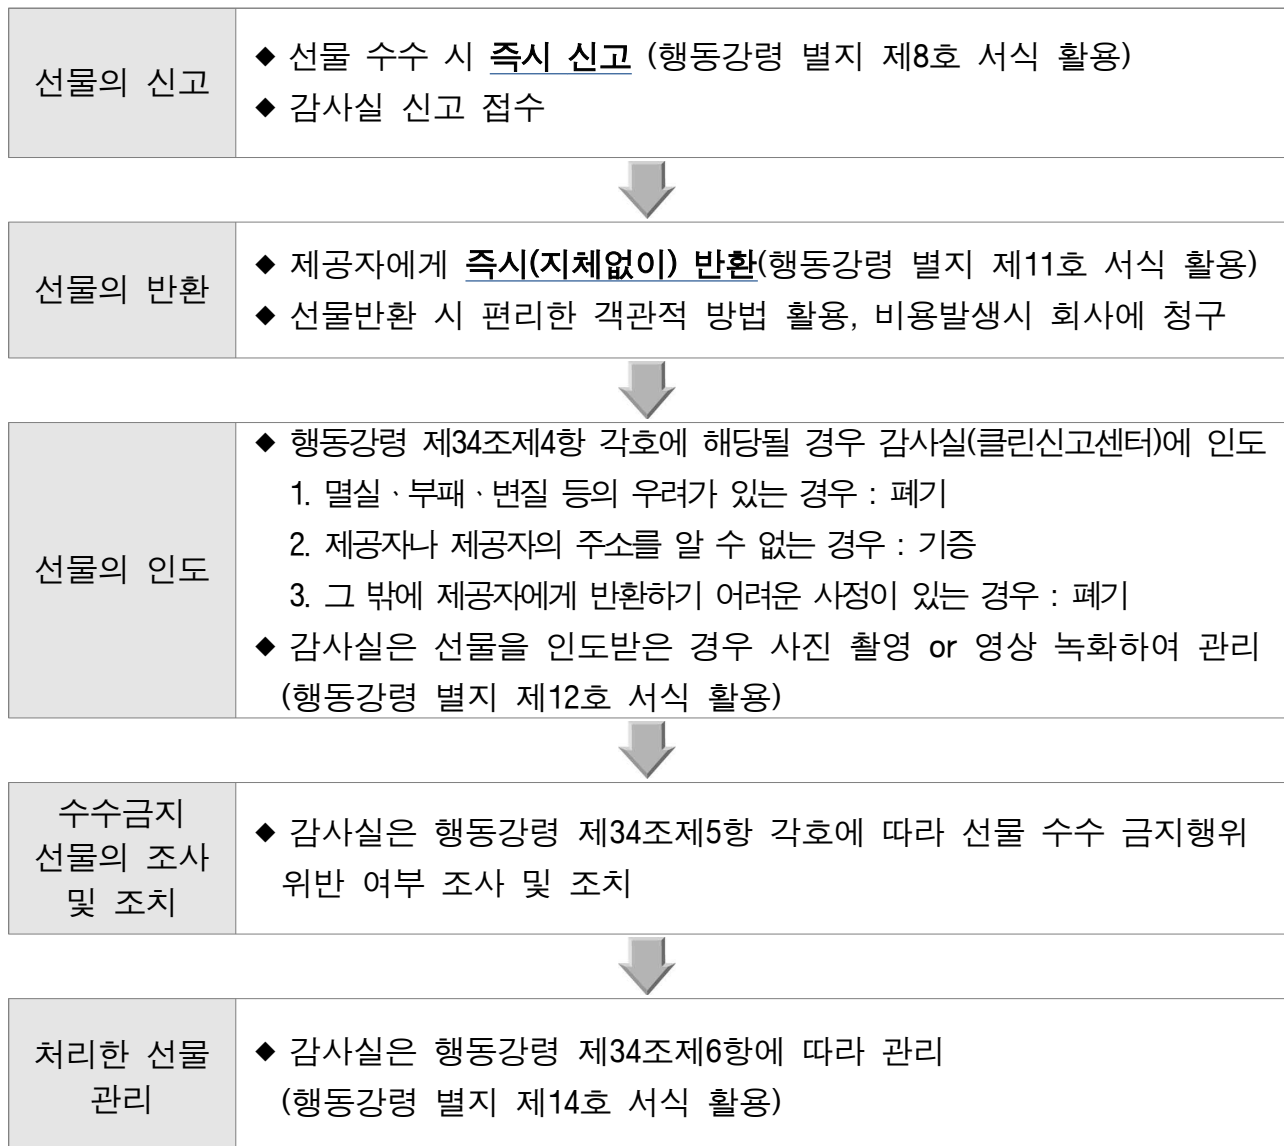 선물의 신고
◆ 선물 수수 시 즉시 신고 (행동강령 별지 제8호 서식 활용)
◆ 감사실 신고 접수
선물의 반환
◆ 제공자에게 즉시(지체없이) 반환(행동강령 별지 제11호 서식 활용)
◆ 선물반환 시 편리한 객관적 방법 활용, 비용발생시 회사에 청구
선물의 인도
◆ 행동강령 제34조제4항 각호에 해당될 경우 감사실(클린신고센터)에 인도
1. 멸실ㆍ부패ㆍ변질 등의 우려가 있는 경우 : 폐기
2. 제공자나 제공자의 주소를 알 수 없는 경우 : 기증
3. 그 밖에 제공자에게 반환하기 어려운 사정이 있는 경우 : 폐기
◆ 감사실은 선물을 인도받은 경우 사진 촬영 or 영상 녹화하여 관리
(행동강령 별지 제12호 서식 활용)
수수금지
선물의 조사
및 조치
◆ 감사실은 행동강령 제34조제5항 각호에 따라 선물 수수 금지행위
위반 여부 조사 및 조치
처리한 선물
관리
◆ 감사실은 행동강령 제34조제6항에 따라 관리
(행동강령 별지 제14호 서식 활용)